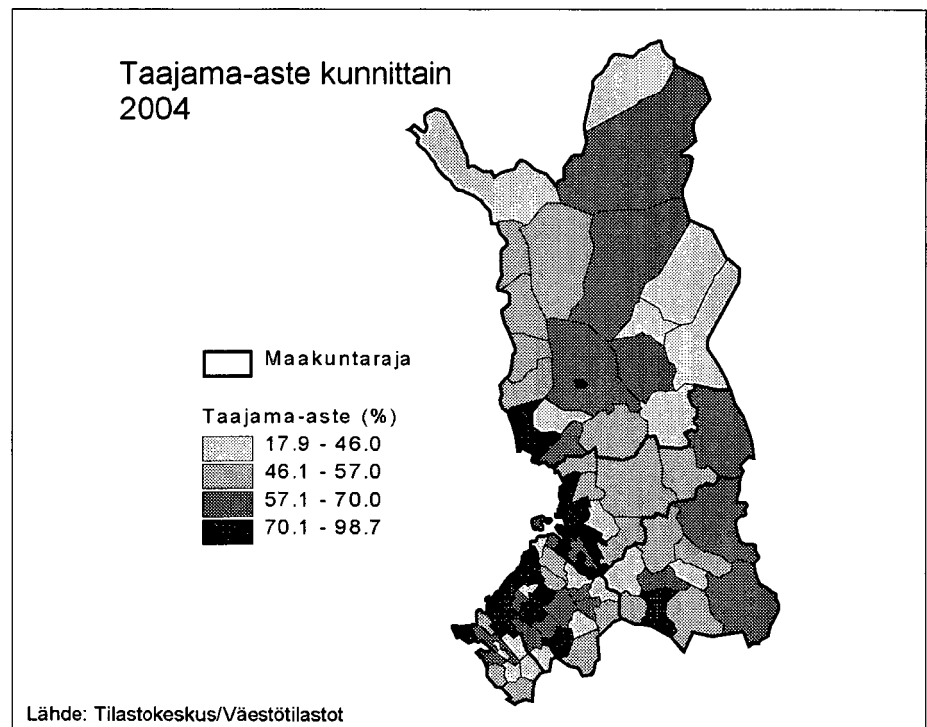 Taajama-aste kunnittain
2004
Maakuntaraja
Taajama-aste (%)
17.9 - 46.0
46.1 - 57.0
57.1 - 70.0
70.1 - 98.7
Lähde: Tilastokeskus/Väestötilastot